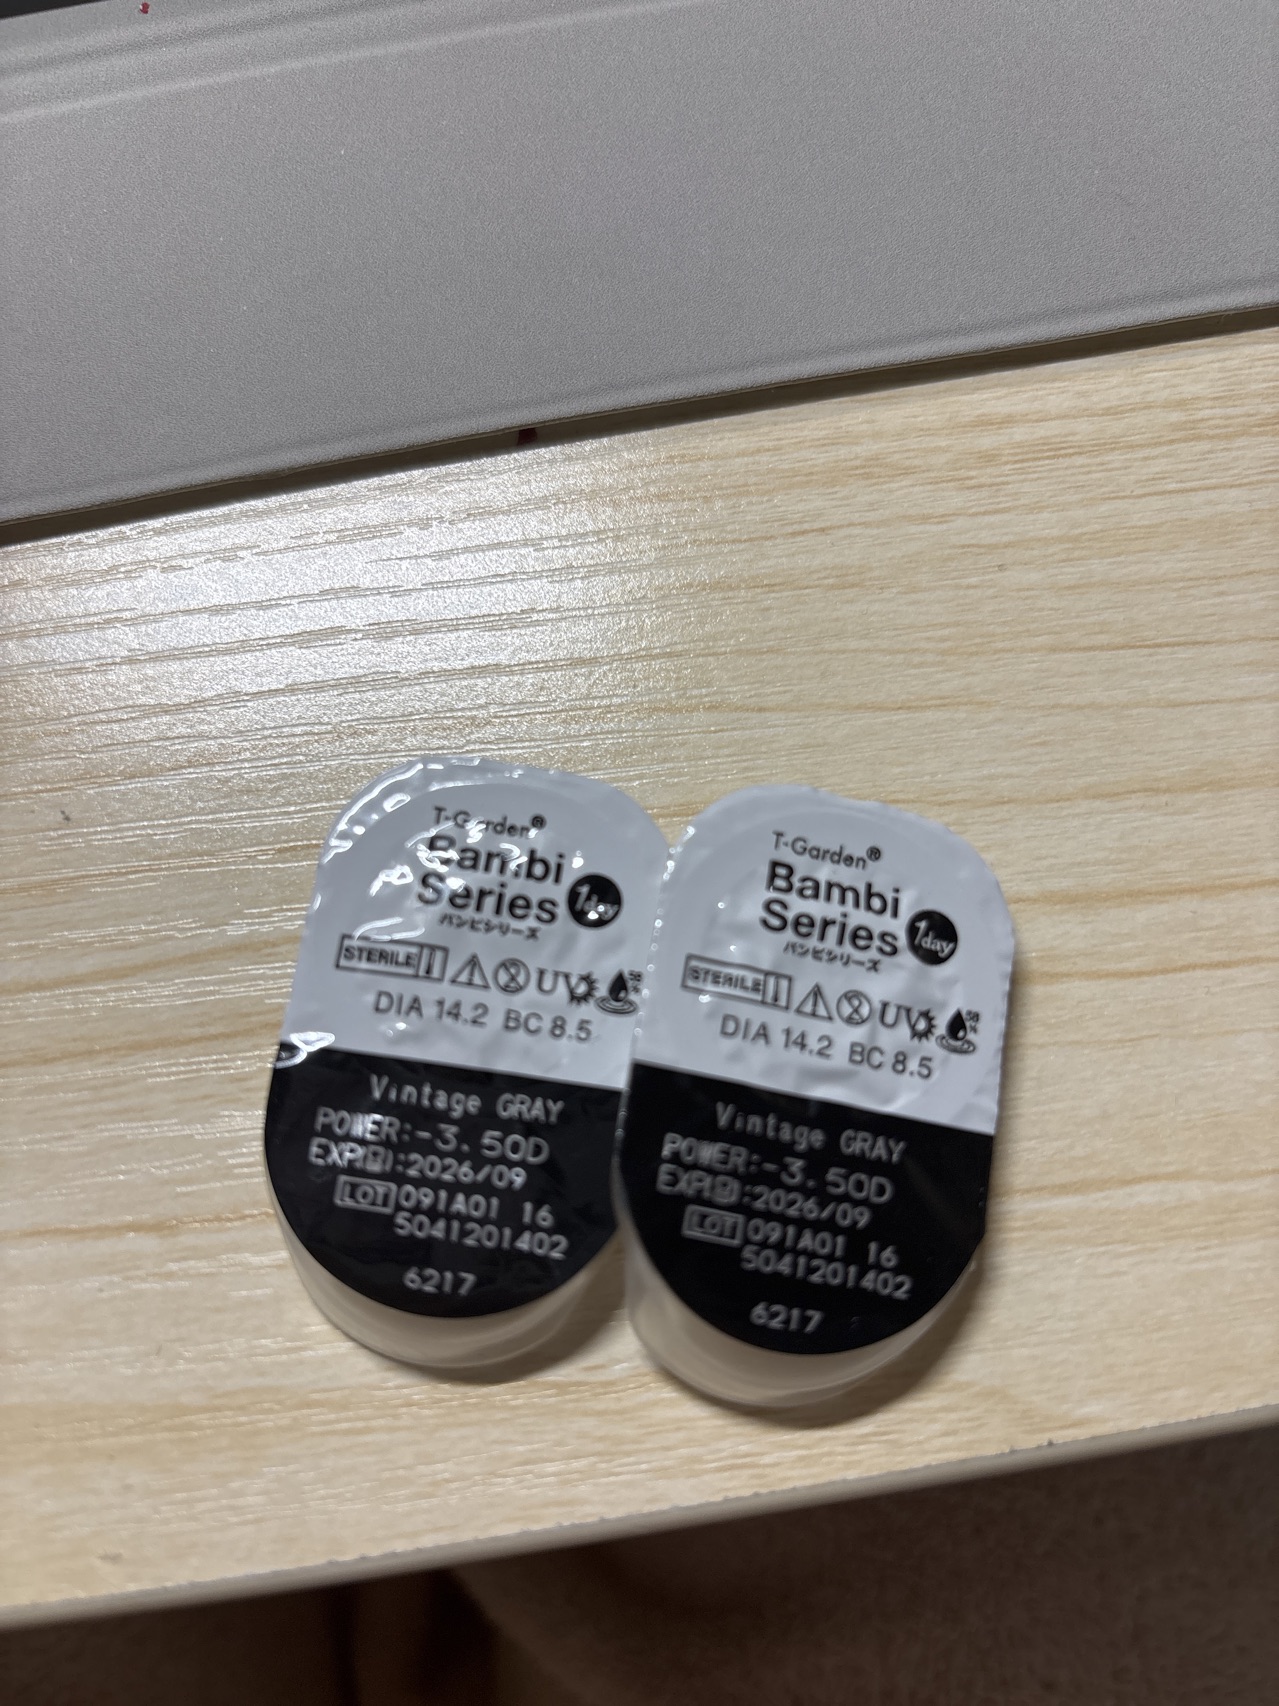 T-Garden®
Bambi
Series 1day
バンビシリーズ
STERILE UV 58%
DIA 14.2 BC 8.5
Vintage GRAY
POWER:-3.50D
EXP:2026/09
LOT 091A01 16
5041201402
6217
T-Garden®
Bambi
Series 1day
バンビシリーズ
STERILE UV 58%
DIA 14.2 BC 8.5
Vintage GRAY
POWER:-3.50D
EXP:2026/09
LOT 091A01 16
5041201402
6217